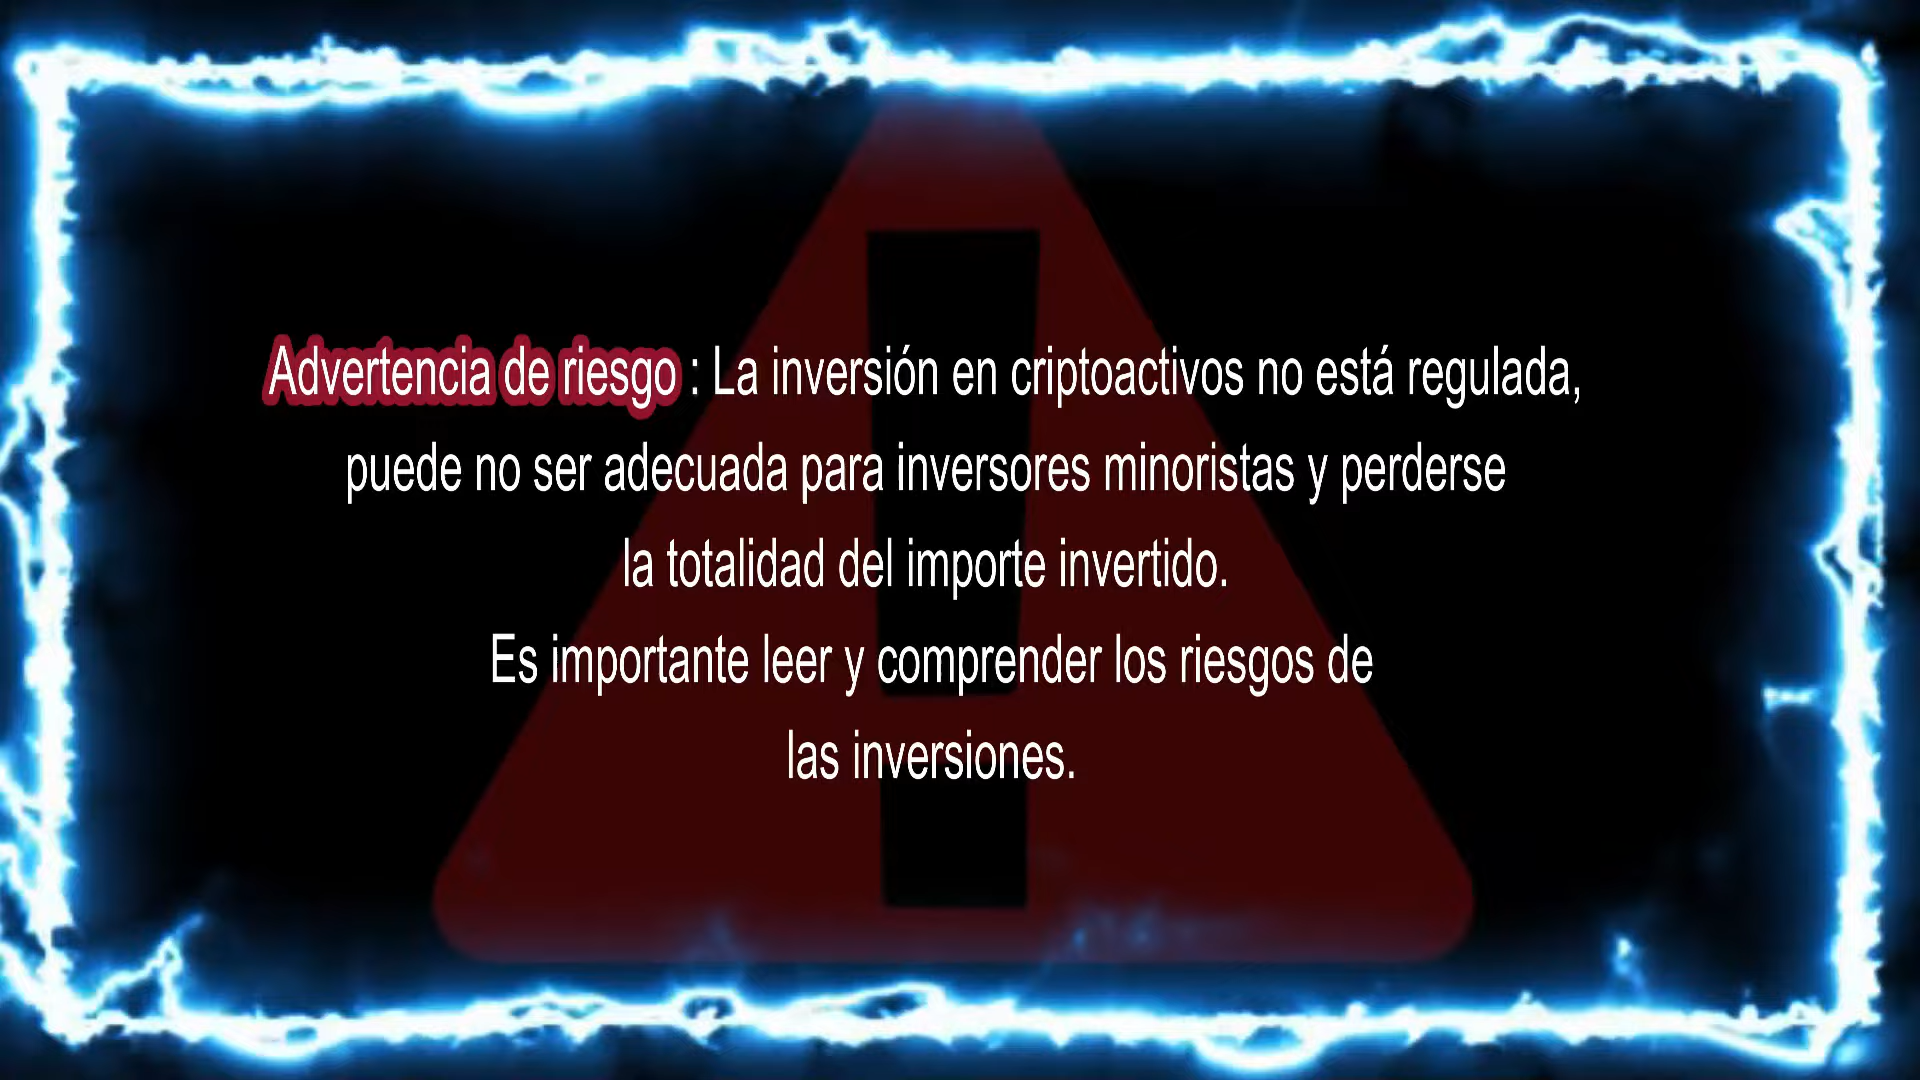 Advertencia de riesgo : La inversión en criptoactivos no está regulada,
puede no ser adecuada para inversores minoristas y perderse
la totalidad del importe invertido.
Es importante leer y comprender los riesgos de
las inversiones.